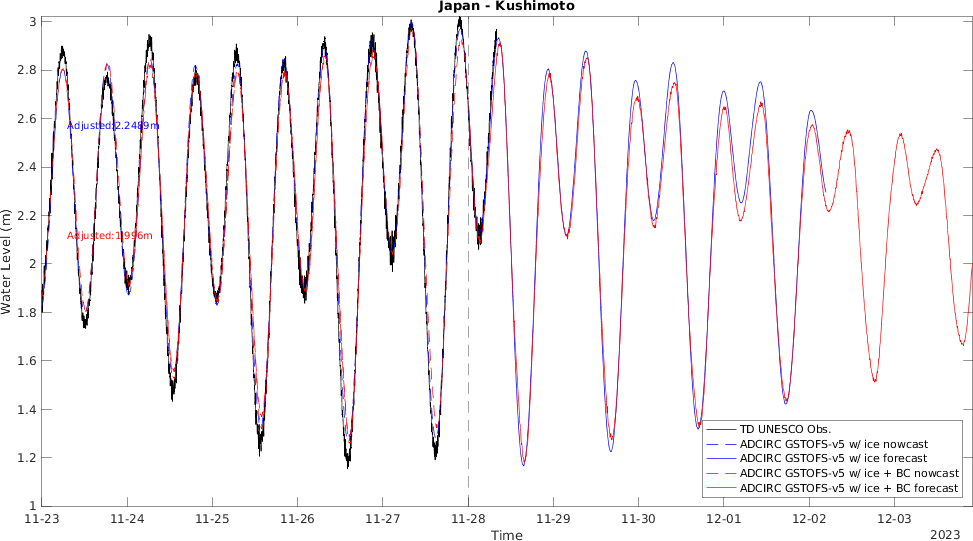 Japan - Kushimoto
Water Level (m)
3
2.8
2.6
2.4
2.2
2
1.8
1.6
1.4
1.2
1
Adjusted:2.2489m
Adjusted:1.996m
TD UNESCO Obs.
ADCIRC GSTOFS-v5 w/ ice nowcast
ADCIRC GSTOFS-v5 w/ ice forecast
ADCIRC GSTOFS-v5 w/ ice + BC nowcast
ADCIRC GSTOFS-v5 w/ ice + BC forecast
11-23 11-24 11-25 11-26 11-27 11-28 11-29 11-30 12-01 12-02 12-03
Time
2023